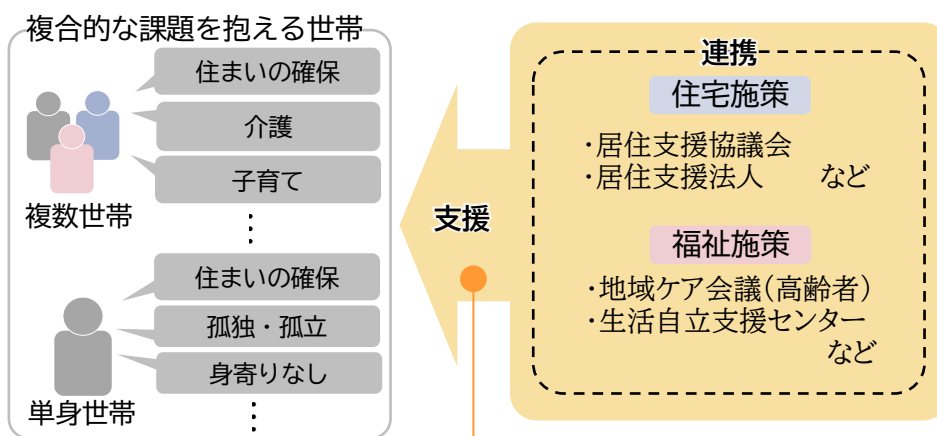 複合的な課題を抱える世帯
住まいの確保
介護
子育て
⋮
複数世帯
住まいの確保
孤独・孤立
身寄りなし
⋮
単身世帯
支援
連携
住宅施策
・居住支援協議会
・居住支援法人　など
福祉施策
・地域ケア会議(高齢者)
・生活自立支援センター
など